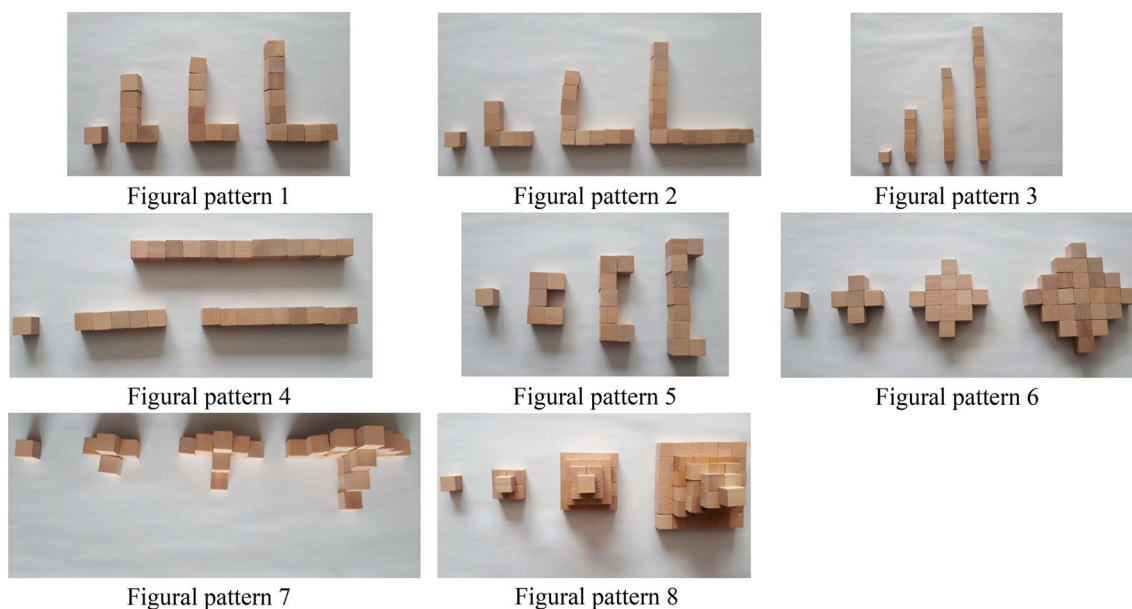 Figural pattern 1
Figural pattern 2
Figural pattern 3
Figural pattern 4
Figural pattern 5
Figural pattern 6
Figural pattern 7
Figural pattern 8